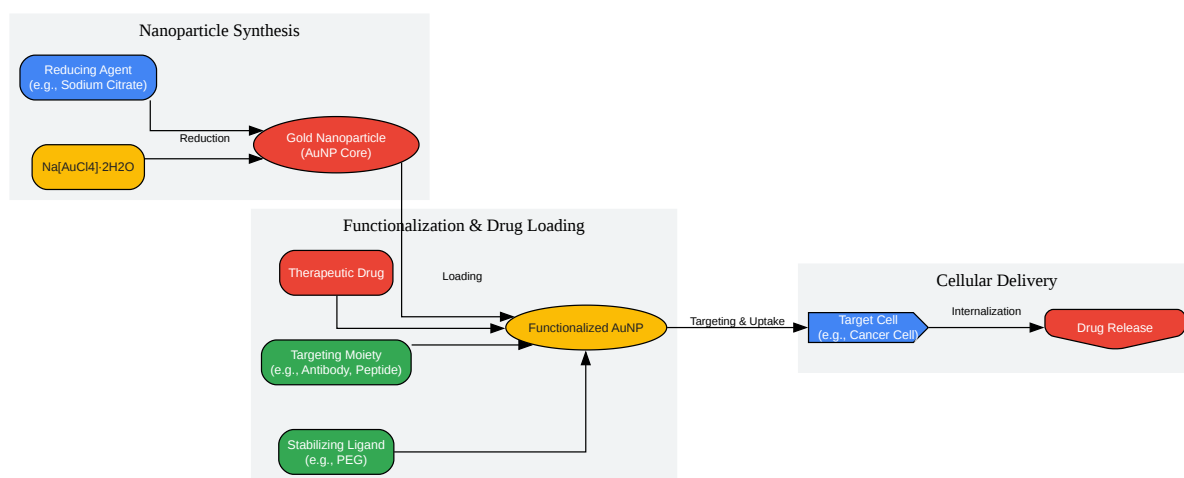 Nanoparticle Synthesis
Reducing Agent
(e.g., Sodium Citrate)
Reduction
Na[AuCl4]·2H2O
Gold Nanoparticle
(AuNP Core)
Functionalization & Drug Loading
Therapeutic Drug
Loading
Functionalized AuNP
Targeting Moiety
(e.g., Antibody, Peptide)
Stabilizing Ligand
(e.g., PEG)
Targeting & Uptake
Cellular Delivery
Target Cell
(e.g., Cancer Cell)
Internalization
Drug Release